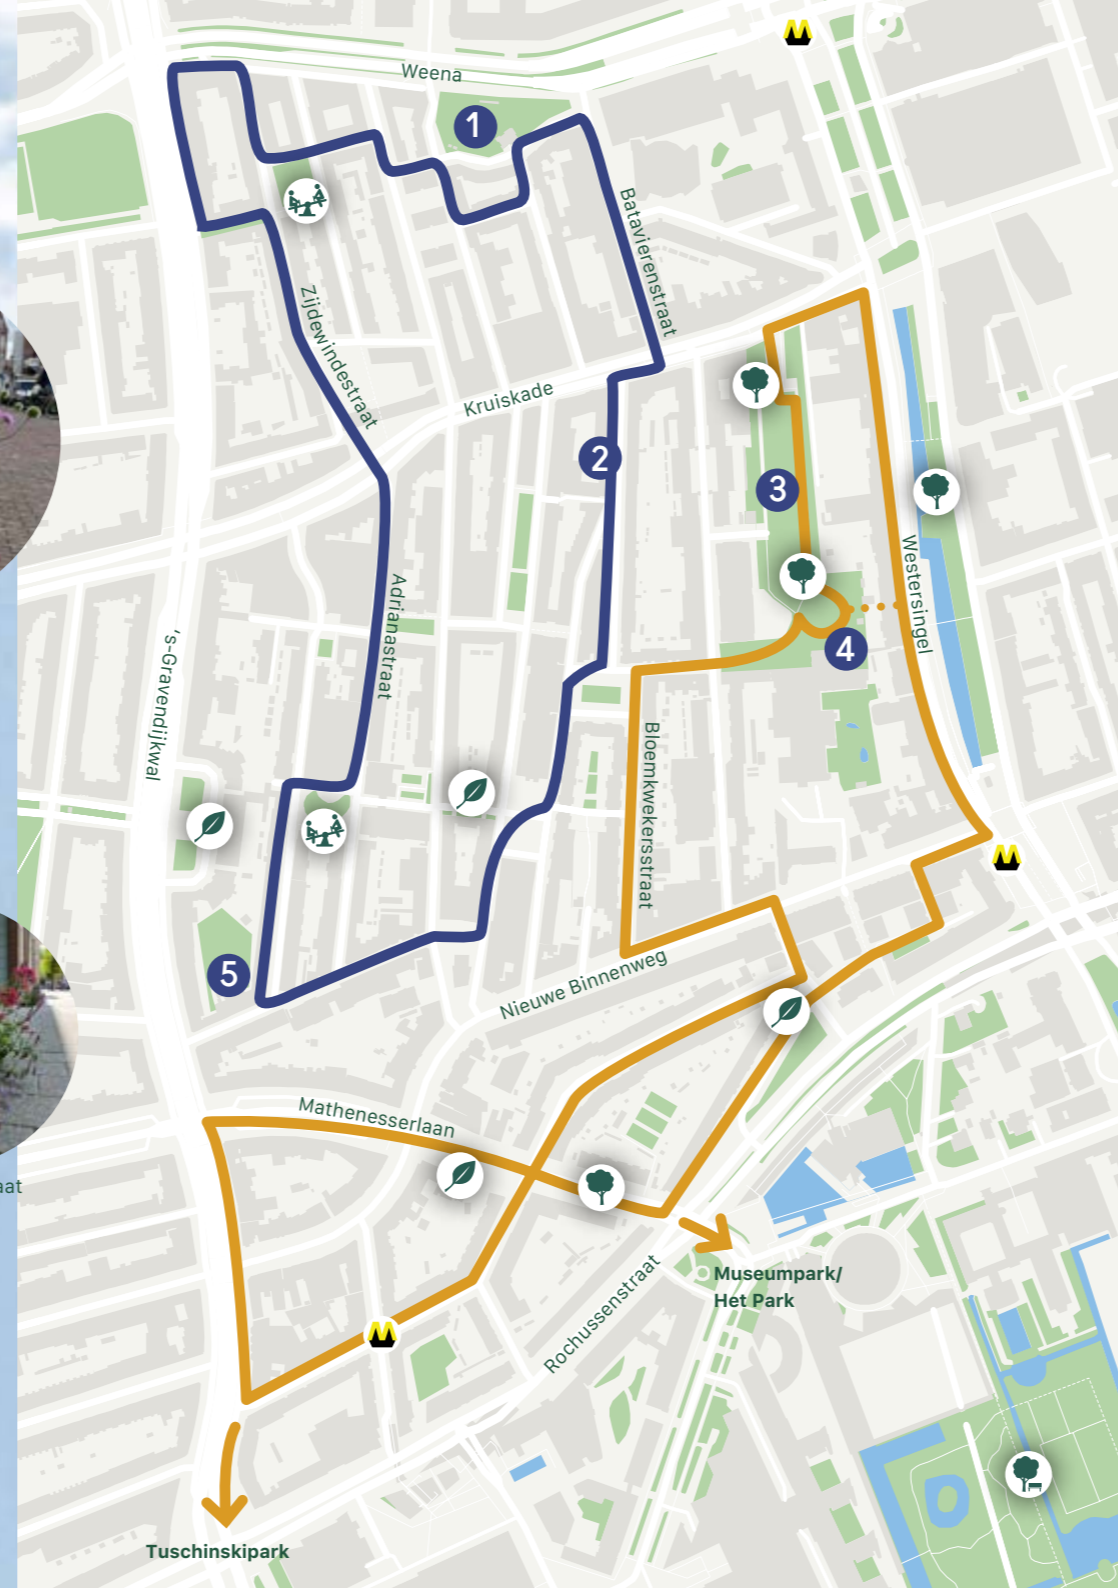 Weena
1
Batavierenstraat
Zijdewindestraat
Kruiskade
2
3
Westersingel
Adrianastraat
's-Gravendijkwal
4
Bloemkwekersstraat
5
Nieuwe Binnenweg
Mathenesserlaan
aat
Rochussenstraat
Museumpark/
Het Park
Tuschinskipark